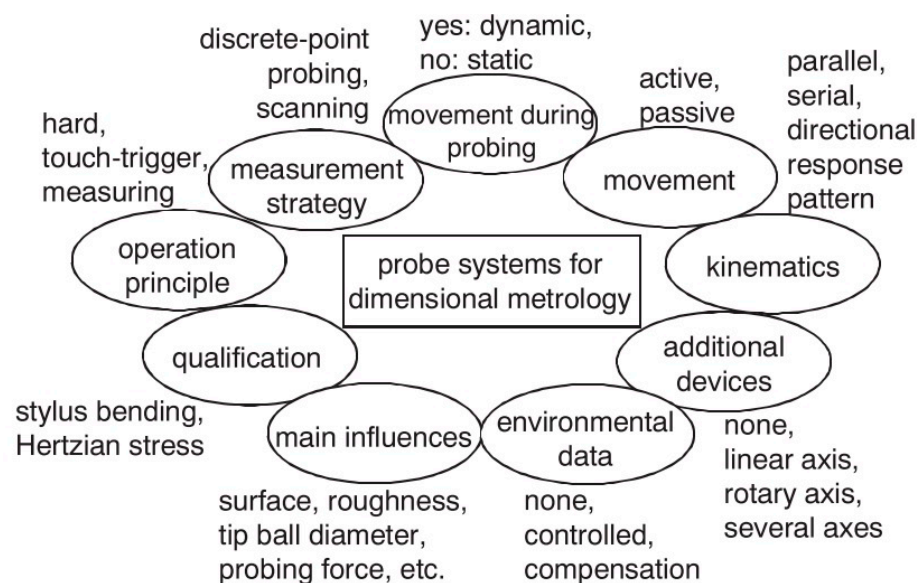 discrete-point
probing,
scanning
yes: dynamic,
no: static
active,
passive
parallel,
serial,
directional
response
pattern
hard,
touch-trigger,
measuring
measurement
strategy
movement during
probing
movement
operation
principle
probe systems for
dimensional metrology
kinematics
qualification
additional
devices
stylus bending,
Hertzian stress
main influences
environmental
data
none,
linear axis,
rotary axis,
several axes
surface, roughness,
tip ball diameter,
probing force, etc.
none,
controlled,
compensation